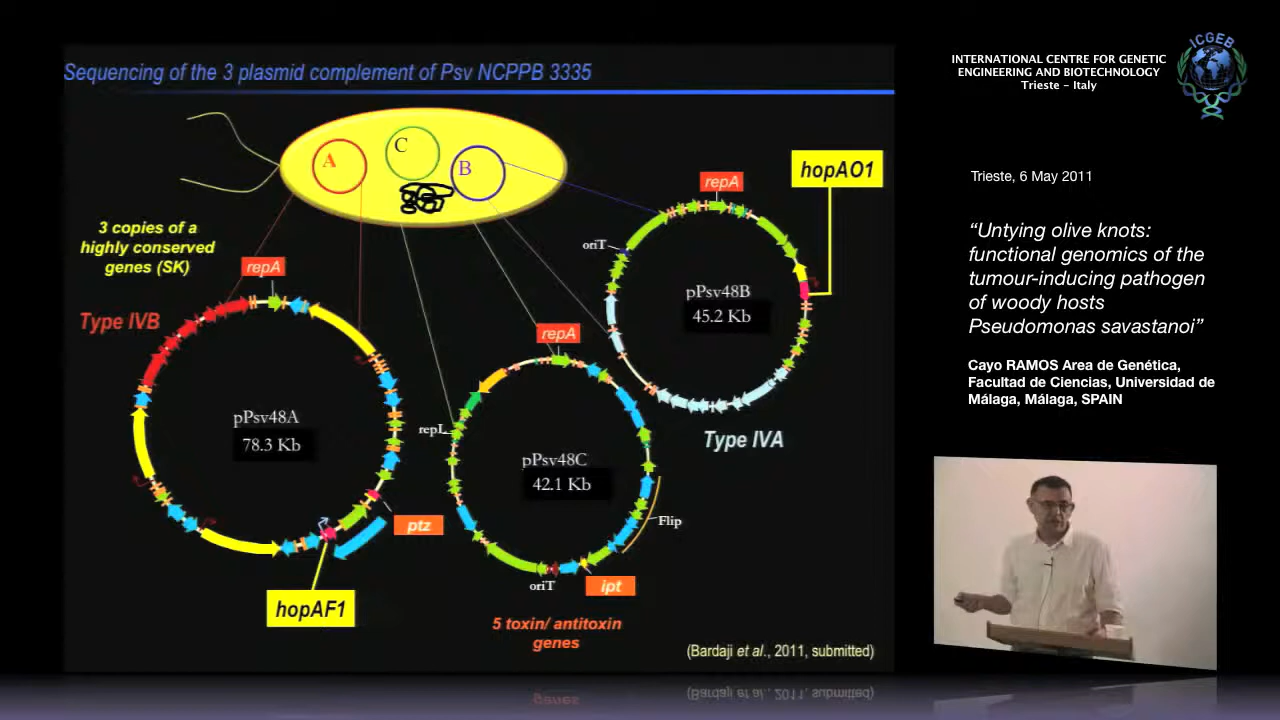 Sequencing of the 3 plasmid complement of Psv NCPPB 3335
A
C
B
3 copies of a
highly conserved
genes (SK)
repA
Type IVB
pPsv48A
78.3 Kb
ptz
hopAF1
repA
repL
pPsv48C
42.1 Kb
Flip
oriT
ipt
5 toxin/ antitoxin
genes
repA
hopAO1
oriT
pPsv48B
45.2 Kb
Type IVA
(Bardaji et al., 2011, submitted)
INTERNATIONAL CENTRE FOR GENETIC
ENGINEERING AND BIOTECHNOLOGY
Trieste - Italy
ICGEB
Trieste, 6 May 2011
“Untying olive knots:
functional genomics of the
tumour-inducing pathogen
of woody hosts
Pseudomonas savastanoi”
Cayo RAMOS Area de Genética,
Facultad de Ciencias, Universidad de
Málaga, Málaga, SPAIN